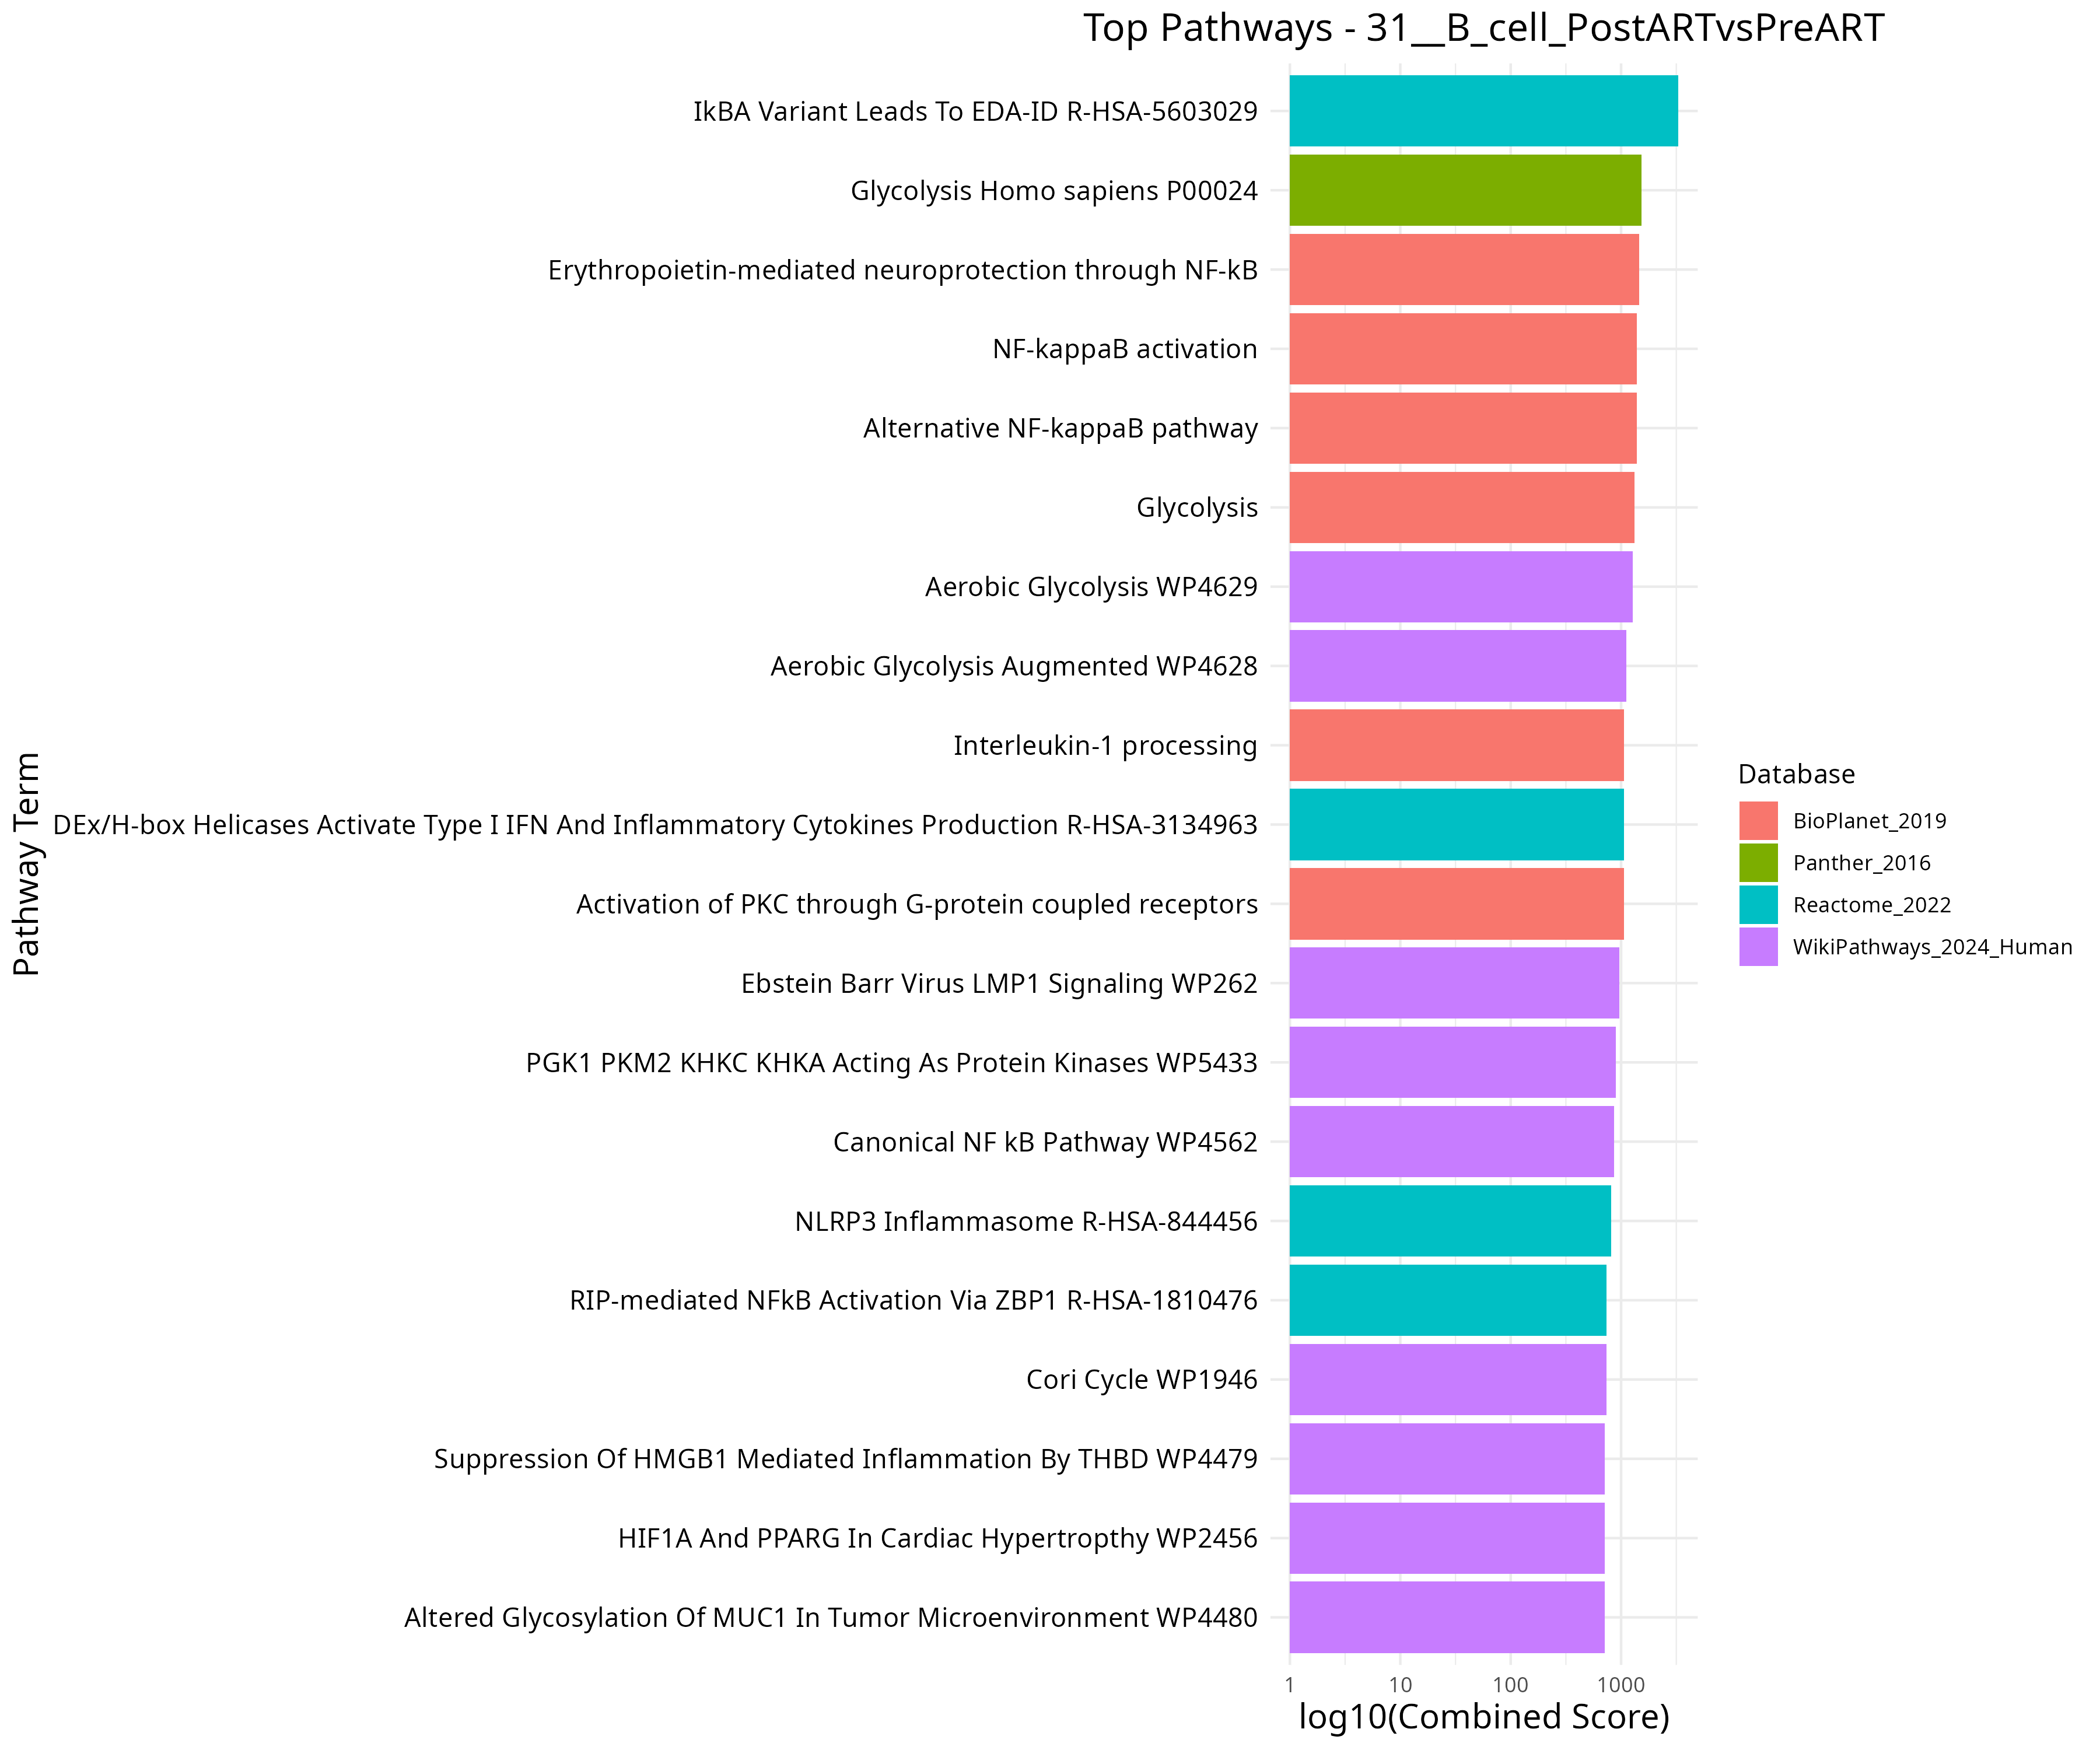 Top Pathways - 31__B_cell_PostARTvsPreART
Pathway Term
IkBA Variant Leads To EDA-ID R-HSA-5603029
Glycolysis Homo sapiens P00024
Erythropoietin-mediated neuroprotection through NF-kB
NF-kappaB activation
Alternative NF-kappaB pathway
Glycolysis
Aerobic Glycolysis WP4629
Aerobic Glycolysis Augmented WP4628
Interleukin-1 processing
DEx/H-box Helicases Activate Type I IFN And Inflammatory Cytokines Production R-HSA-3134963
Activation of PKC through G-protein coupled receptors
Ebstein Barr Virus LMP1 Signaling WP262
PGK1 PKM2 KHKC KHKA Acting As Protein Kinases WP5433
Canonical NF kB Pathway WP4562
NLRP3 Inflammasome R-HSA-844456
RIP-mediated NFkB Activation Via ZBP1 R-HSA-1810476
Cori Cycle WP1946
Suppression Of HMGB1 Mediated Inflammation By THBD WP4479
HIF1A And PPARG In Cardiac Hypertropthy WP2456
Altered Glycosylation Of MUC1 In Tumor Microenvironment WP4480
1 10 100 1000
log10(Combined Score)
Database
BioPlanet_2019
Panther_2016
Reactome_2022
WikiPathways_2024_Human